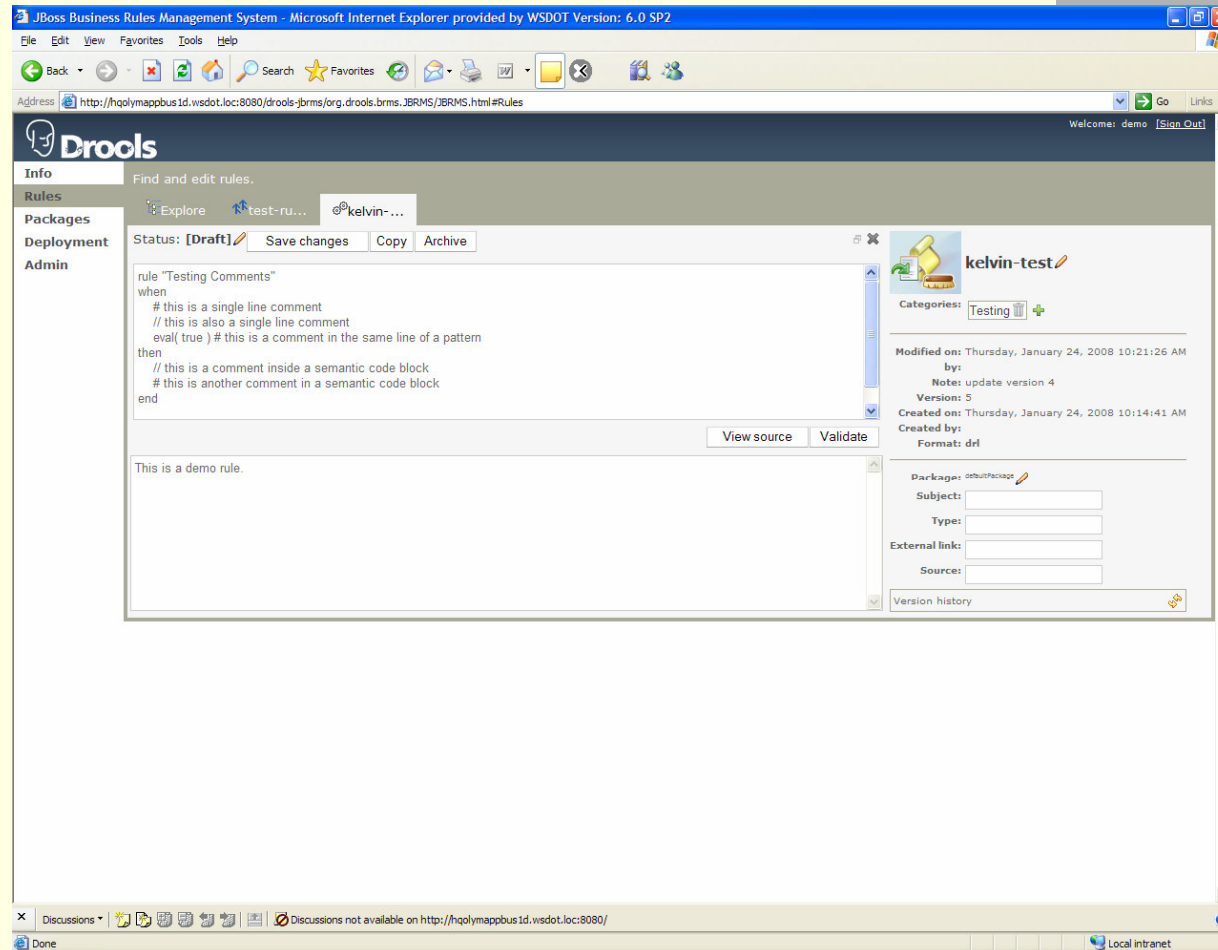 JBoss Business Rules Management System - Microsoft Internet Explorer provided by WSDOT Version: 6.0 SP2
File Edit View Favorites Tools Help
Back Search Favorites
Address http://hqolymappbus1d.wsdot.loc:8080/drools-jbrms/org.drools.brms.JBRMS/JBRMS.html#Rules Go Links
Welcome: demo [Sign Out]
Drools
Info
Rules
Packages
Deployment
Admin
Find and edit rules.
Explore test-ru... kelvin-...
Status: [Draft] Save changes Copy Archive
rule "Testing Comments"
when
# this is a single line comment
// this is also a single line comment
eval( true ) # this is a comment in the same line of a pattern
then
// this is a comment inside a semantic code block
# this is another comment in a semantic code block
end
View source Validate
This is a demo rule.
kelvin-test
Categories: Testing
Modified on: Thursday, January 24, 2008 10:21:26 AM
by:
Note: update version 4
Version: 5
Created on: Thursday, January 24, 2008 10:14:41 AM
Created by:
Format: drl
Package: defaultPackage
Subject:
Type:
External link:
Source:
Version history
Discussions Discussions not available on http://hqolymappbus1d.wsdot.loc:8080/
Done Local intranet